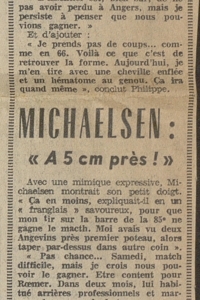 pas avoir perdu à Angers, mais je
persiste à penser que nous pou-
vions gagner. »
Et d'ajouter :
« Je prends pas de coups... com-
me en 66. Voilà ce que c'est de
retrouver la forme. Aujourd'hui, je
m'en tire avec une cheville enflée
et un hématome au genou. Ca ira
quand même », conclut Philippe.
MICHAELSEN :
« A 5 cm près ! »
Avec une mimique expressive, Mi-
chaelsen montrait son petit doigt.
« Ca en moins, expliquait-il en un
« franglais » savoureux, pour que
mon tir sur la barre de la 85e ne
gagne le macth. Moi avais vu deux
Angevins près premier poteau, alors
taper par-dessus dans autre coin ».
« Pas chance... Samedi, match
difficile, mais je crois nous pou-
voir le gagner. Etre content pour
Rœmer. Dans deux mois, lui habi-
tué arrières professionnels et mar-